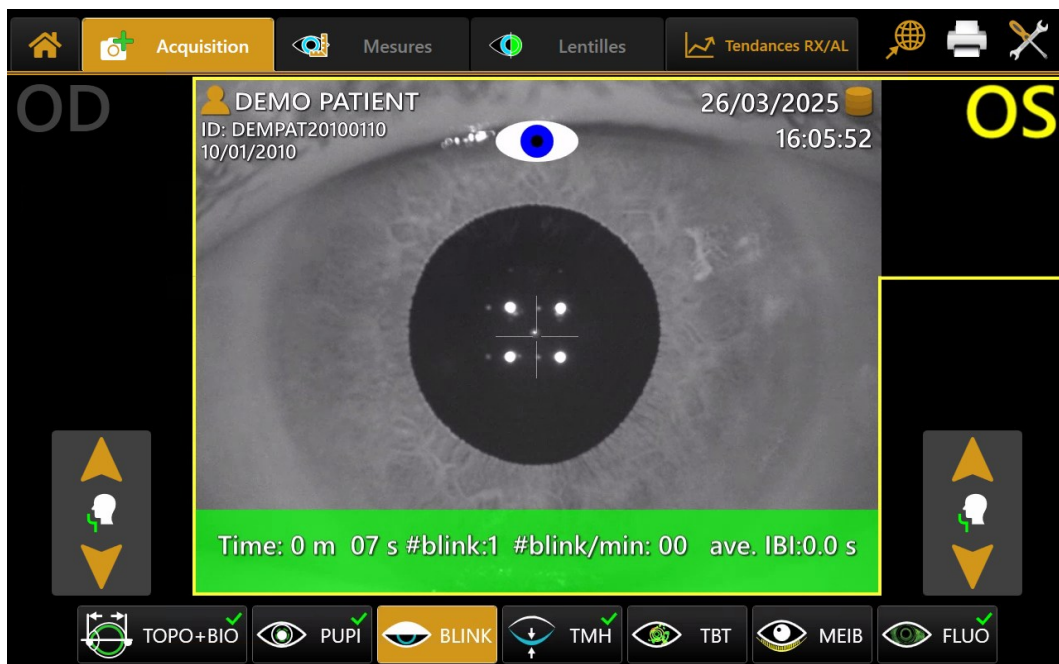 Acquisition
Mesures
Lentilles
Tendances RX/AL
OD
DEMO PATIENT
ID: DEMPAT20100110
10/01/2010
26/03/2025
16:05:52
OS
Time: 0 m 07 s #blink:1 #blink/min: 00 ave. IBI:0.0 s
TOPO+BIO
PUPI
BLINK
TMH
TBT
MEIB
FLUO